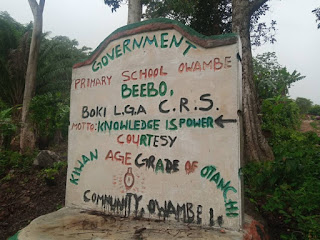 GOVERNMENT
PRIMARY SCHOOL OWAMBE
BEEBO,
BOKI L.G.A C.R.S.
MOTTO: KNOWLEDGE IS POWER
COURTESY
KIWAN AGE GRADE OF OTANCHI
COMMUNITY, OWAMBE I.